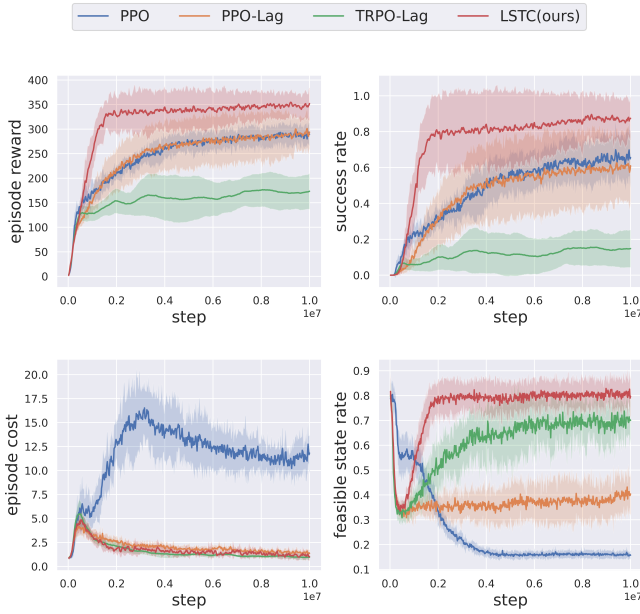 PPO PPO-Lag TRPO-Lag LSTC(ours)
400
350
300
250
200
150
100
50
0
episode reward
0.0 0.2 0.4 0.6 0.8 1.0
1e7
step
1.0
0.8
0.6
0.4
0.2
0.0
success rate
0.0 0.2 0.4 0.6 0.8 1.0
1e7
step
20.0
17.5
15.0
12.5
10.0
7.5
5.0
2.5
0.0
episode cost
0.0 0.2 0.4 0.6 0.8 1.0
1e7
step
0.9
0.8
0.7
0.6
0.5
0.4
0.3
0.2
0.1
feasible state rate
0.0 0.2 0.4 0.6 0.8 1.0
1e7
step